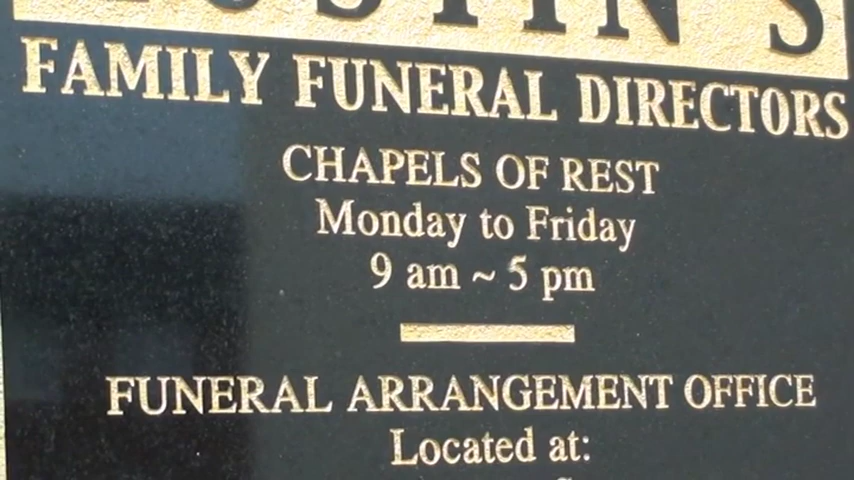 FAMILY FUNERAL DIRECTORS
CHAPELS OF REST
Monday to Friday
9 am ~ 5 pm
FUNERAL ARRANGEMENT OFFICE
Located at: